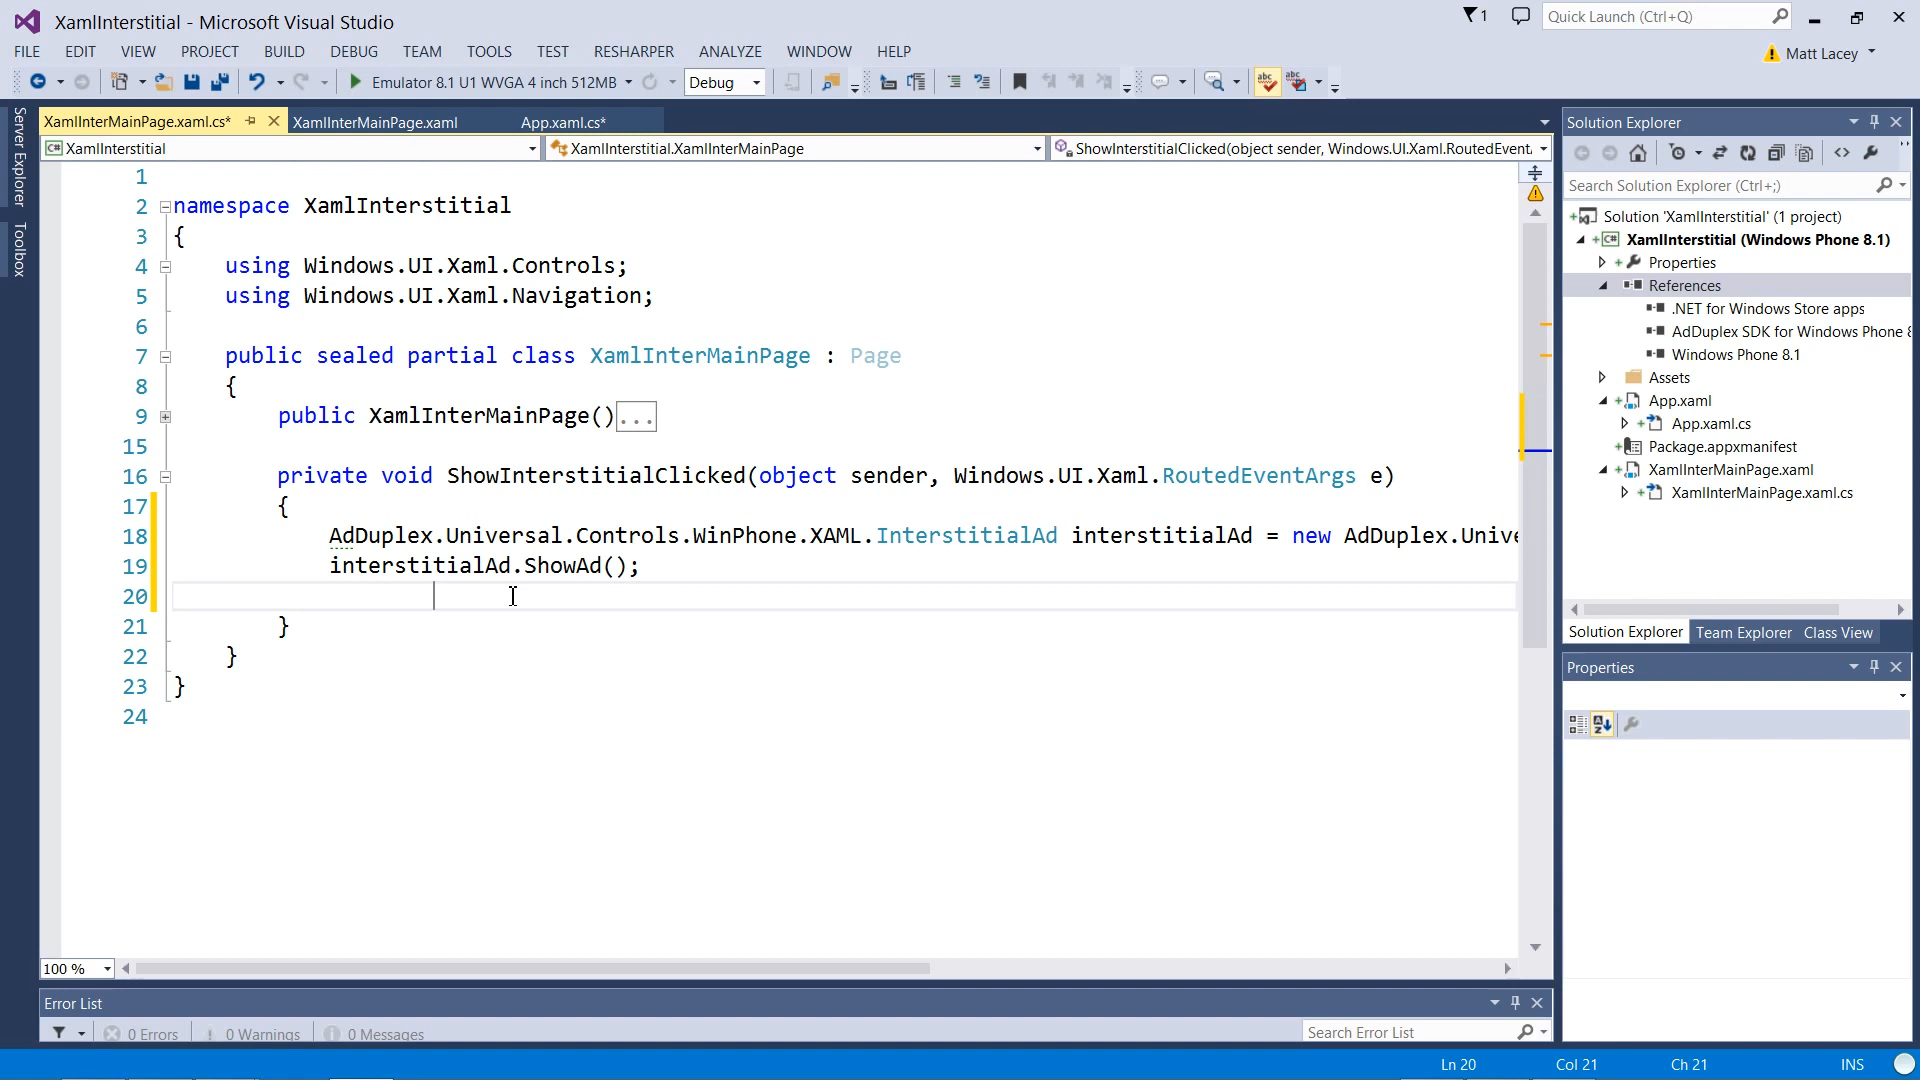 XamlInterstitial - Microsoft Visual Studio
1
Quick Launch (Ctrl+Q)
FILE EDIT VIEW PROJECT BUILD DEBUG TEAM TOOLS TEST RESHARPER ANALYZE WINDOW HELP
Matt Lacey
Emulator 8.1 U1 WVGA 4 inch 512MB
Debug
abc
abc
Server Explorer
Toolbox
XamlInterMainPage.xaml.cs* XamlInterMainPage.xaml App.xaml.cs*
C# XamlInterstitial
XamlInterstitial.XamlInterMainPage
ShowInterstitialClicked(object sender, Windows.UI.Xaml.RoutedEvent
1
2 namespace XamlInterstitial
3 {
4 using Windows.UI.Xaml.Controls;
5 using Windows.UI.Xaml.Navigation;
6
7 public sealed partial class XamlInterMainPage : Page
8 {
9 public XamlInterMainPage()...
15
16 private void ShowInterstitialClicked(object sender, Windows.UI.Xaml.RoutedEventArgs e)
17 {
18 AdDuplex.Universal.Controls.WinPhone.XAML.InterstitialAd interstitialAd = new AdDuplex.Unive
19 interstitialAd.ShowAd();
20
21 }
22 }
23 }
24
100 %
Solution Explorer
Search Solution Explorer (Ctrl+;)
Solution 'XamlInterstitial' (1 project)
C# XamlInterstitial (Windows Phone 8.1)
Properties
References
.NET for Windows Store apps
AdDuplex SDK for Windows Phone 8
Windows Phone 8.1
Assets
App.xaml
App.xaml.cs
Package.appxmanifest
XamlInterMainPage.xaml
XamlInterMainPage.xaml.cs
Solution Explorer Team Explorer Class View
Properties
Error List
0 Errors 0 Warnings 0 Messages
Search Error List
Ln 20 Col 21 Ch 21 INS